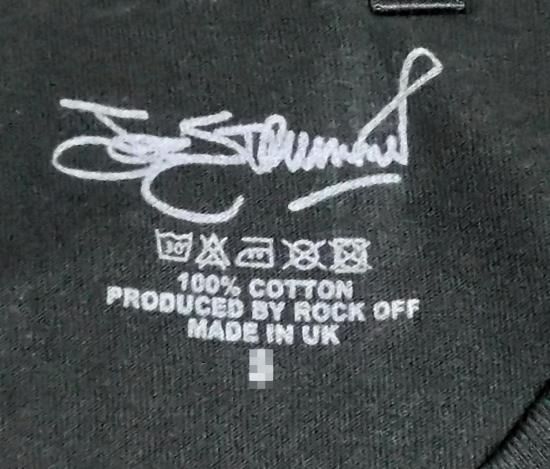 Joe Strummer
30
100% COTTON
PRODUCED BY ROCK OFF
MADE IN UK